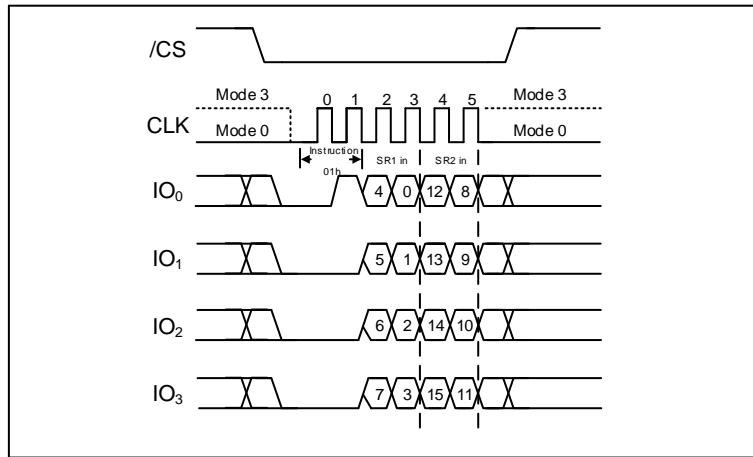 /CS
0 1 2 3 4 5
Mode 3 Mode 3
CLK Mode 0 Mode 0
Instruction SR1 in SR2 in
01h
IO0 4 0 12 8
IO1 5 1 13 9
IO2 6 2 14 10
IO3 7 3 15 11